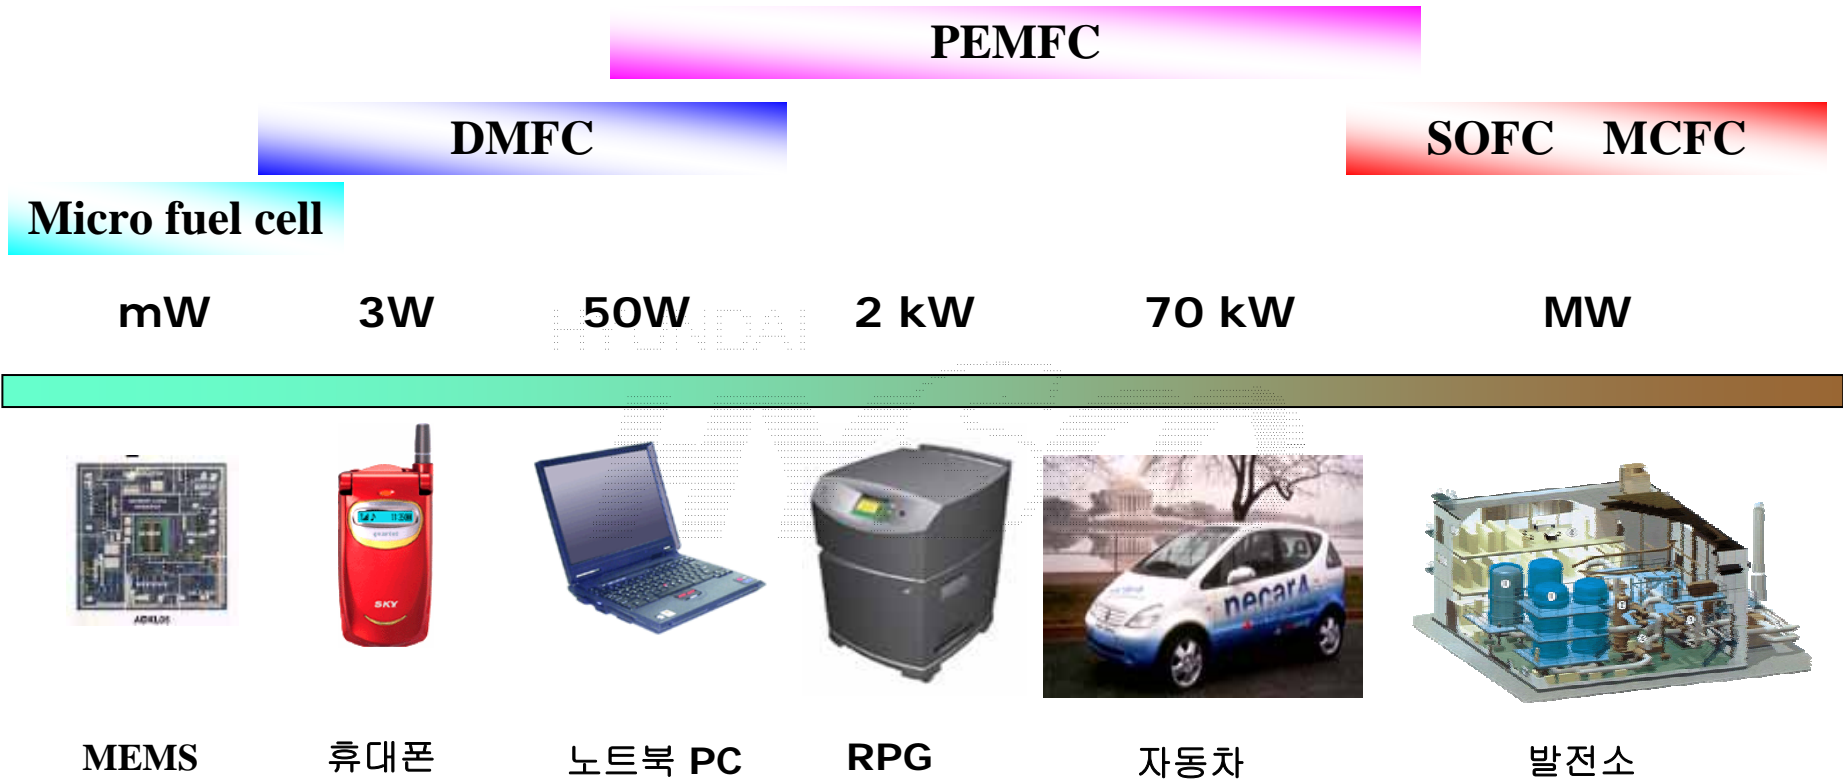 PEMFC
DMFC
SOFC MCFC
Micro fuel cell
mW 3W 50W 2 kW 70 kW MW
HYUNDAI
SKY
necar4
MEMS 휴대폰 노트북 PC RPG 자동차 발전소